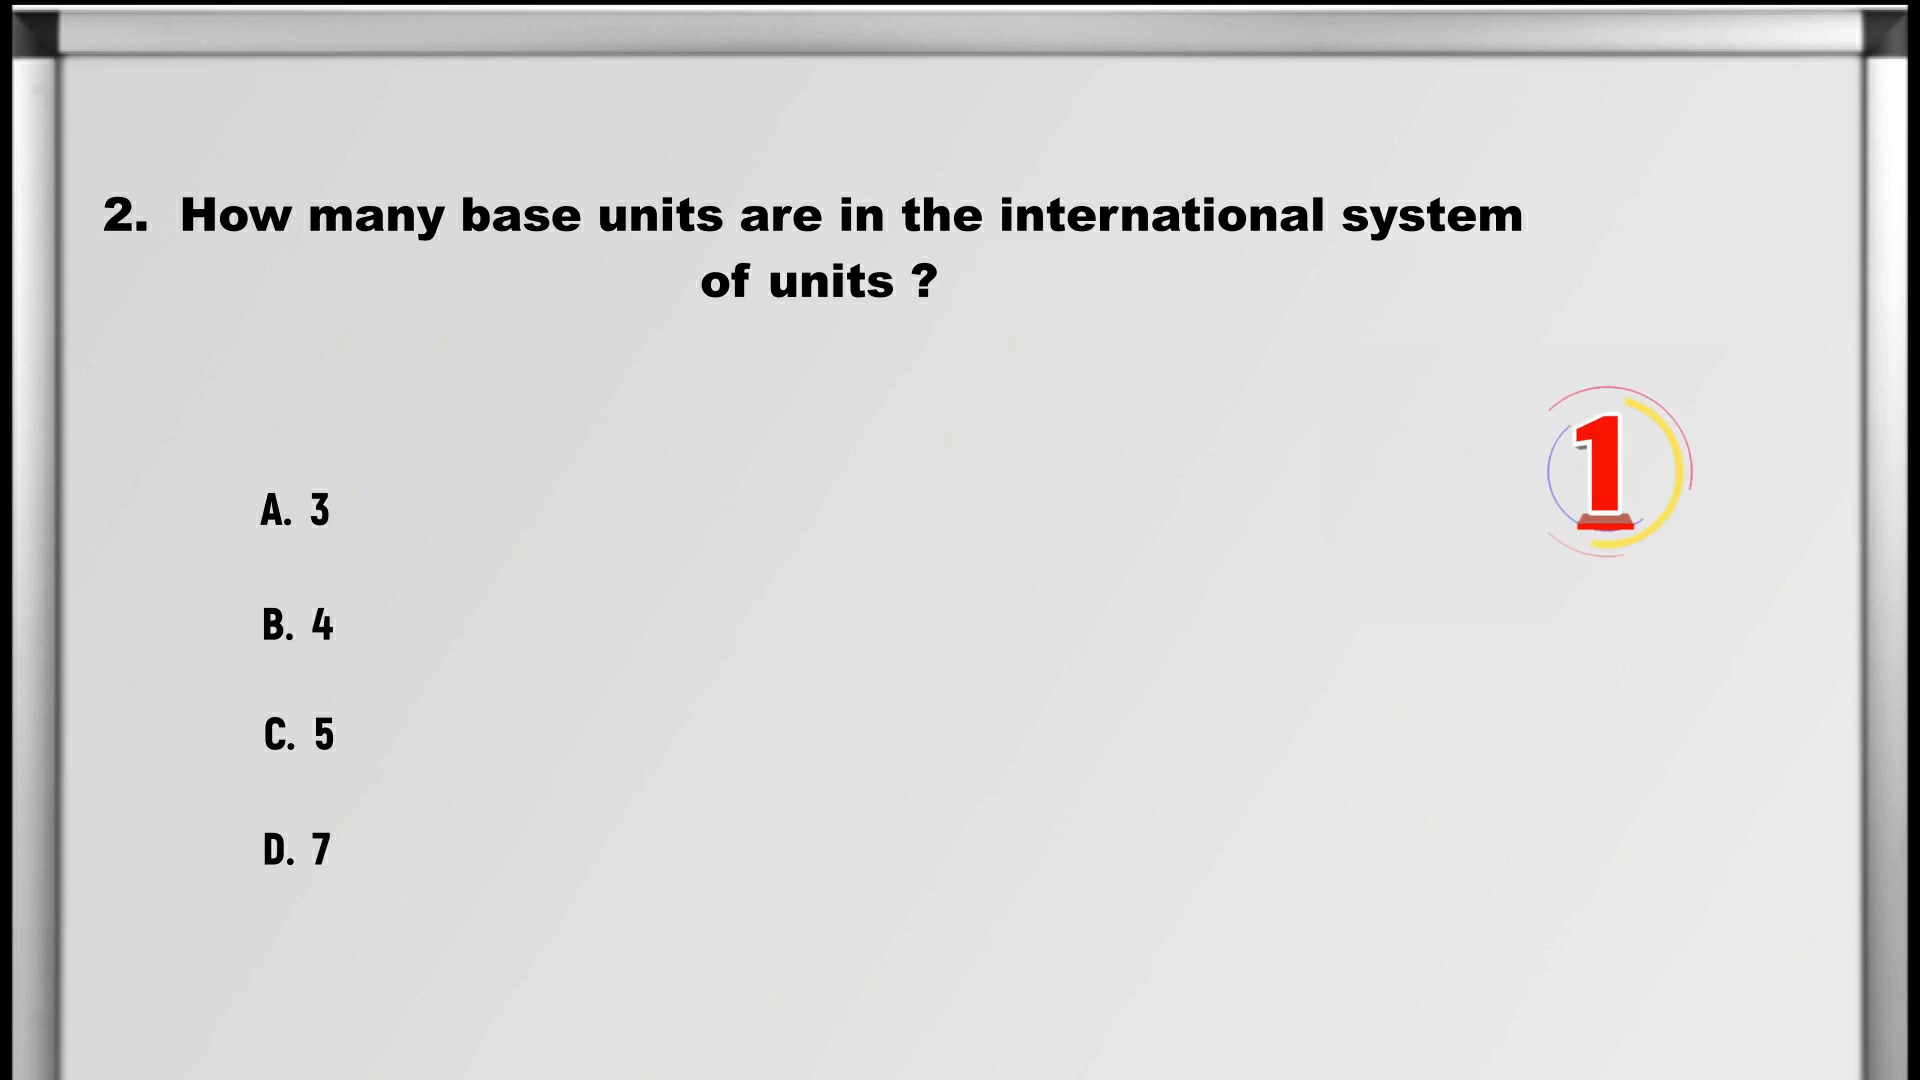 2. How many base units are in the international system
of units ?
1
A. 3
B. 4
C. 5
D. 7